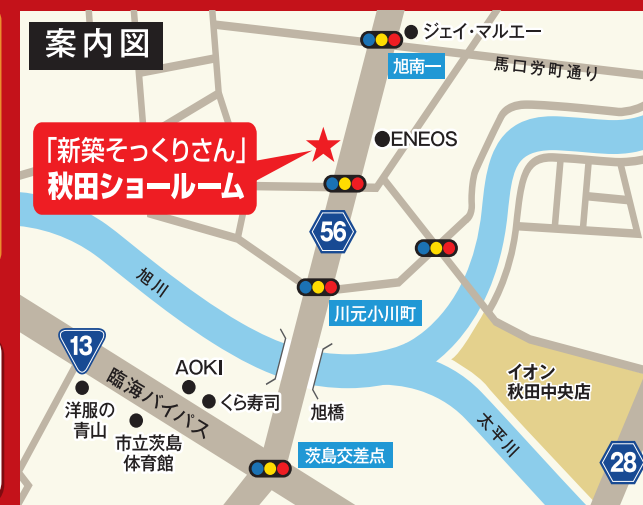 案内図
ジェイ・マルエー
旭南一
馬口労町通り
ENEOS
「新築そっくりさん」
秋田ショールーム
56
旭川
川元小川町
13
臨海バイパス
AOKI
くら寿司
洋服の
青山
市立茨島
体育館
旭橋
茨島交差点
イオン
秋田中央店
太平川
28